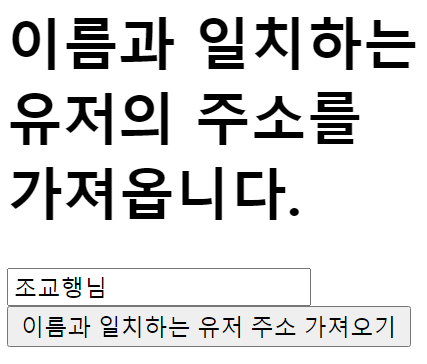 이름과 일치하는
유저의 주소를
가져옵니다.
조교행님
이름과 일치하는 유저 주소 가져오기